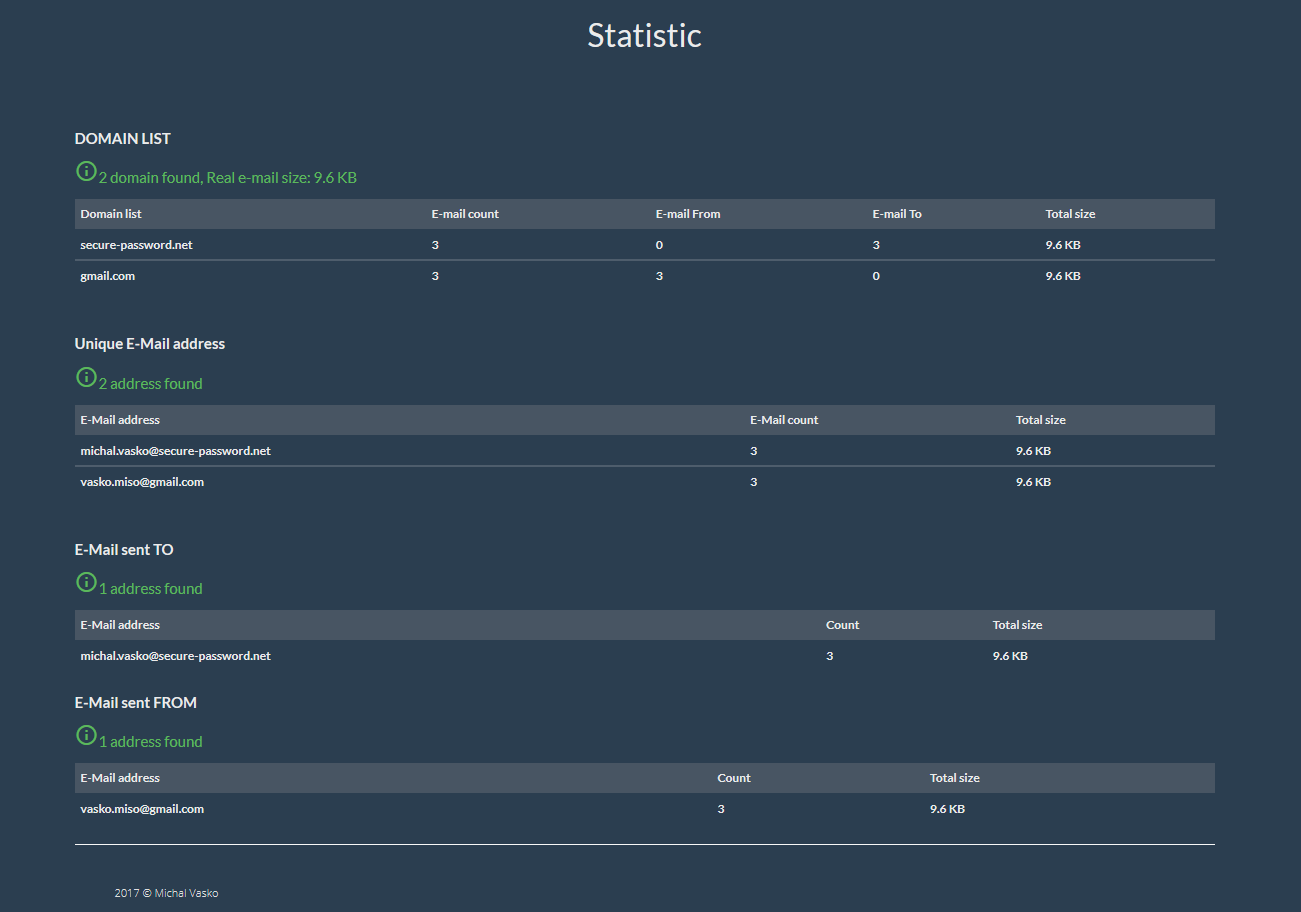 Statistic
DOMAIN LIST
2 domain found, Real e-mail size: 9.6 KB
Domain list E-mail count E-mail From E-mail To Total size
secure-password.net 3 0 3 9.6 KB
gmail.com 3 3 0 9.6 KB
Unique E-Mail address
2 address found
E-Mail address E-Mail count Total size
michal.vasko@secure-password.net 3 9.6 KB
vasko.miso@gmail.com 3 9.6 KB
E-Mail sent TO
1 address found
E-Mail address Count Total size
michal.vasko@secure-password.net 3 9.6 KB
E-Mail sent FROM
1 address found
E-Mail address Count Total size
vasko.miso@gmail.com 3 9.6 KB
2017 © Michal Vasko